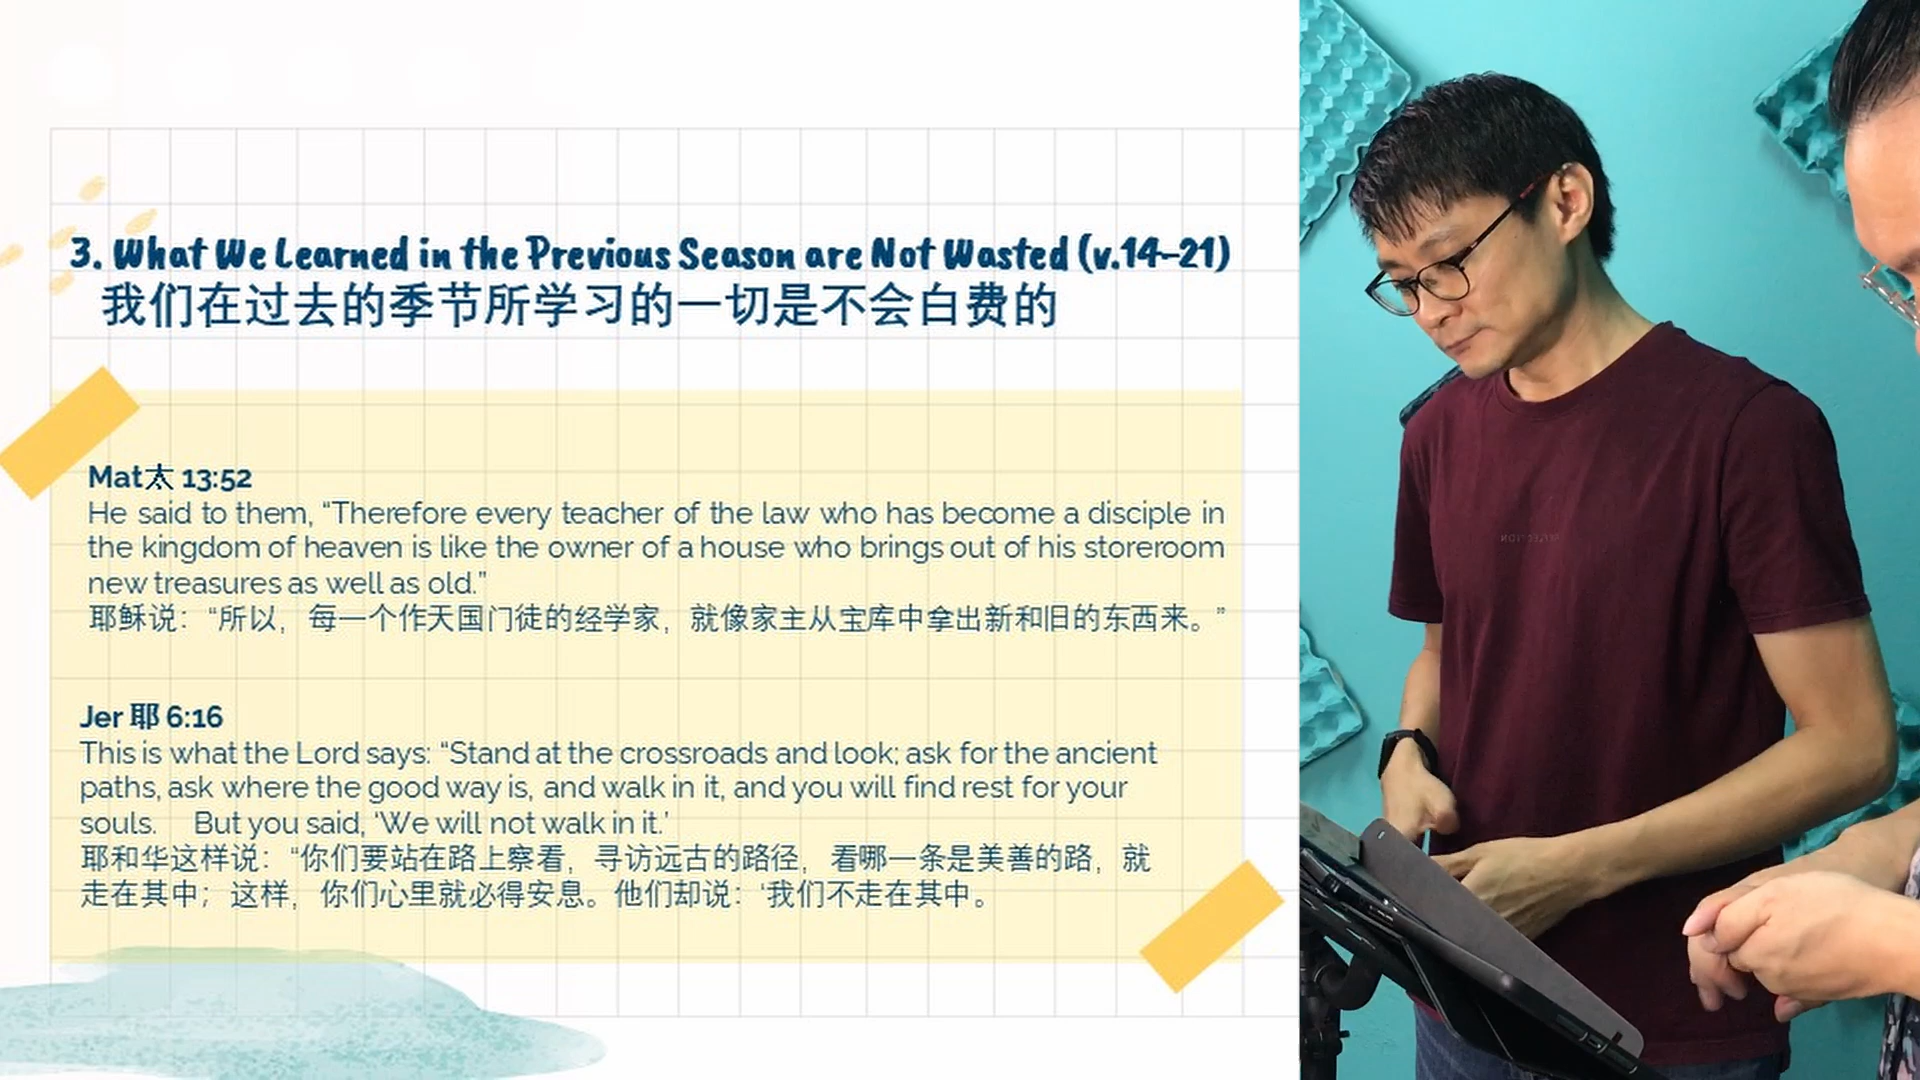 3. What We Learned in the Previous Season are Not Wasted (v.14-21)
我们在过去的季节所学习的一切是不会白费的
Mat太 13:52
He said to them, “Therefore every teacher of the law who has become a disciple in
the kingdom of heaven is like the owner of a house who brings out of his storeroom
new treasures as well as old.”
耶稣说：“所以，每一个作天国门徒的经学家，就像家主从宝库中拿出新和旧的东西来。”
Jer 耶 6:16
This is what the Lord says: “Stand at the crossroads and look; ask for the ancient
paths, ask where the good way is, and walk in it, and you will find rest for your
souls. But you said, ‘We will not walk in it.’
耶和华这样说：“你们要站在路上察看，寻访远古的路径，看哪一条是美善的路，就
走在其中；这样，你们心里就必得安息。他们却说：‘我们不走在其中。